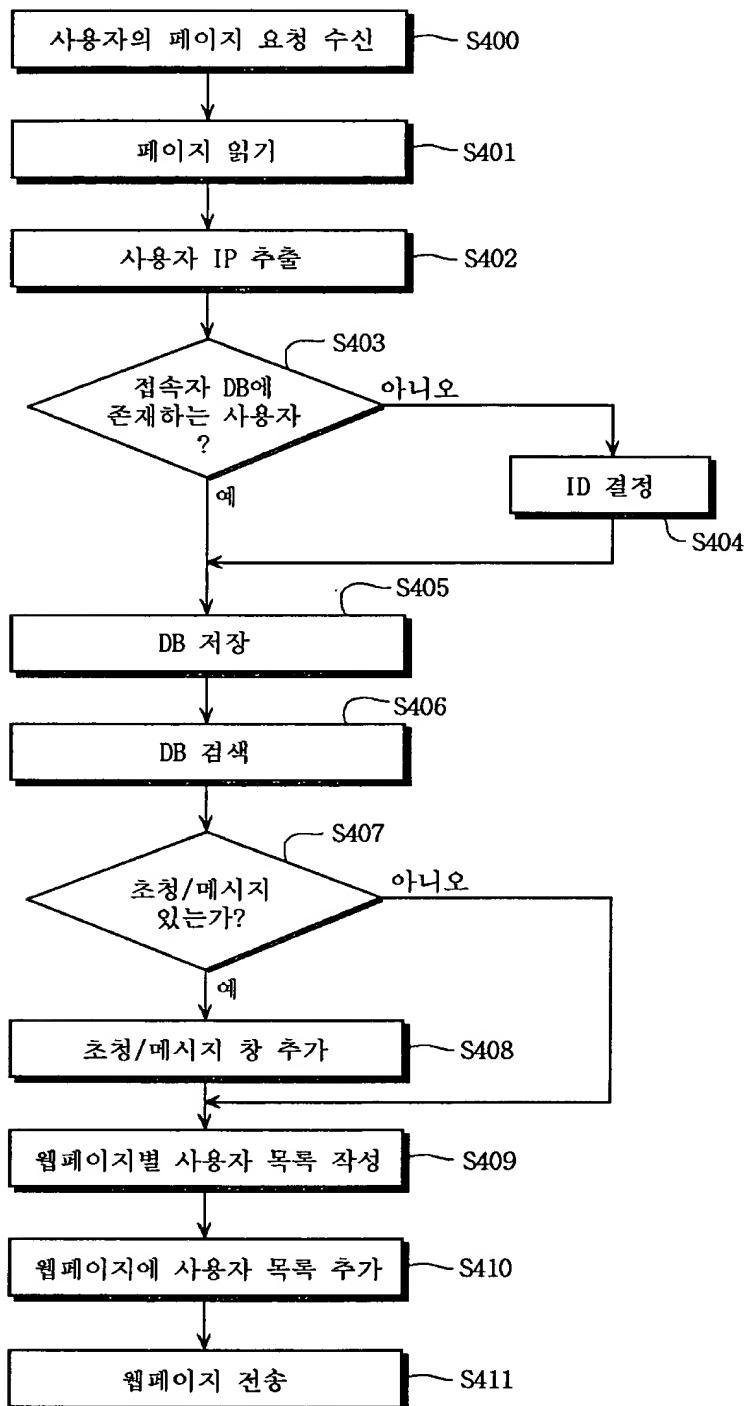 사용자의 페이지 요청 수신
S400
페이지 읽기
S401
사용자 IP 추출
S402
S403
접속자 DB에
존재하는 사용자
?
아니오
예
ID 결정
S404
S405
DB 저장
S406
DB 검색
S407
초청/메시지
있는가?
아니오
예
초청/메시지 창 추가
S408
웹페이지별 사용자 목록 작성
S409
웹페이지에 사용자 목록 추가
S410
웹페이지 전송
S411